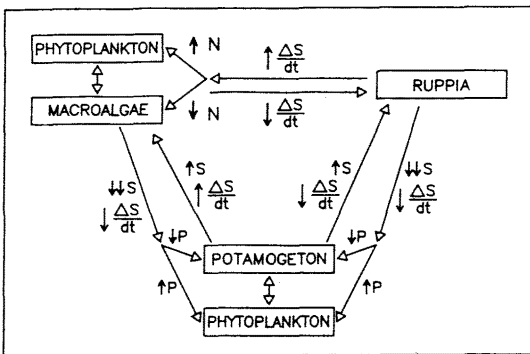 PHYTOPLANKTON
↑ N
↑ ΔS/dt
MACROALGAE
↓ N
↓ ΔS/dt
RUPPIA
↓↓S
↓ ΔS/dt
↑S
↑ ΔS/dt
↑S
↓ ΔS/dt
↓↓S
↓ ΔS/dt
↓P
POTAMOGETON
↓P
↑P
PHYTOPLANKTON
↑P